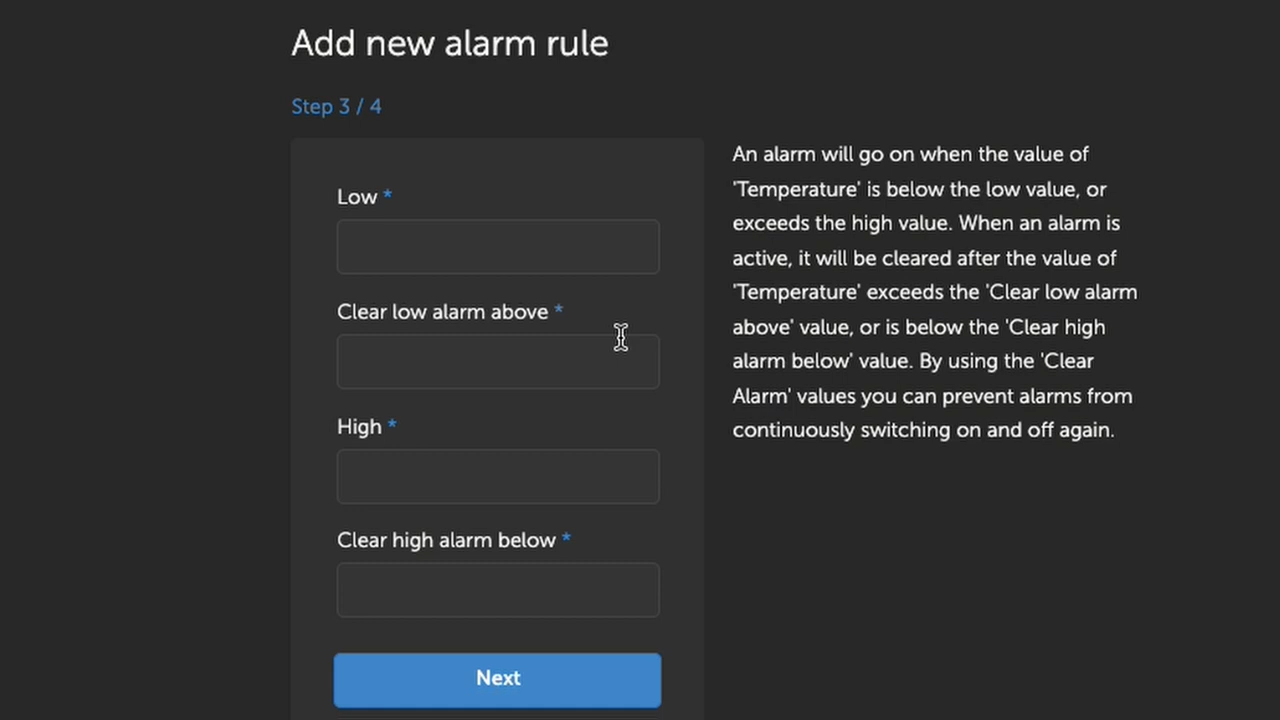 Add new alarm rule
Step 3 / 4
Low *
Clear low alarm above *
High *
Clear high alarm below *
Next
An alarm will go on when the value of
'Temperature' is below the low value, or
exceeds the high value. When an alarm is
active, it will be cleared after the value of
'Temperature' exceeds the 'Clear low alarm
above' value, or is below the 'Clear high
alarm below' value. By using the 'Clear
Alarm' values you can prevent alarms from
continuously switching on and off again.